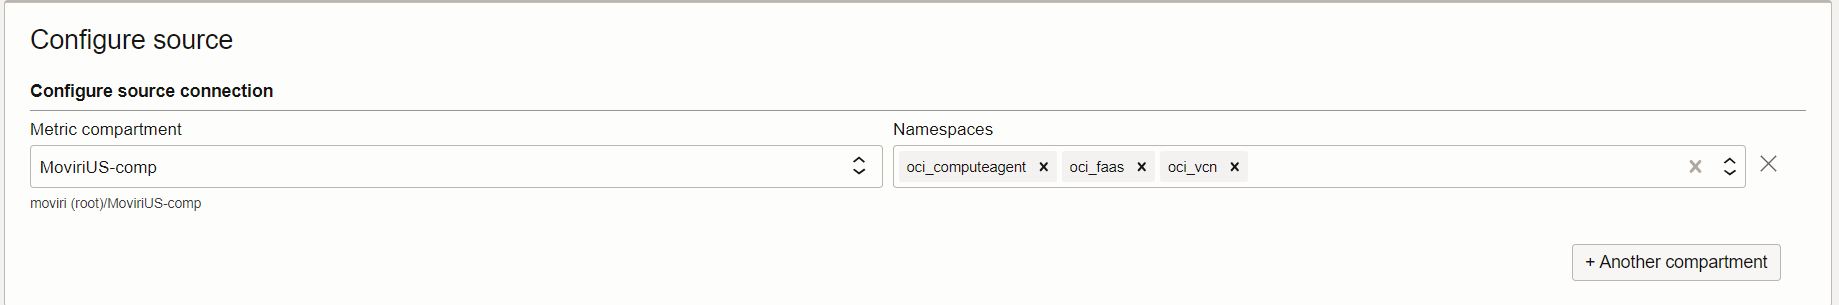 Configure source
Configure source connection
Metric compartment
Namespaces
MoviriUS-comp
oci_computeagent × oci_faas × oci_vcn ×
moviri (root)/MoviriUS-comp
+ Another compartment